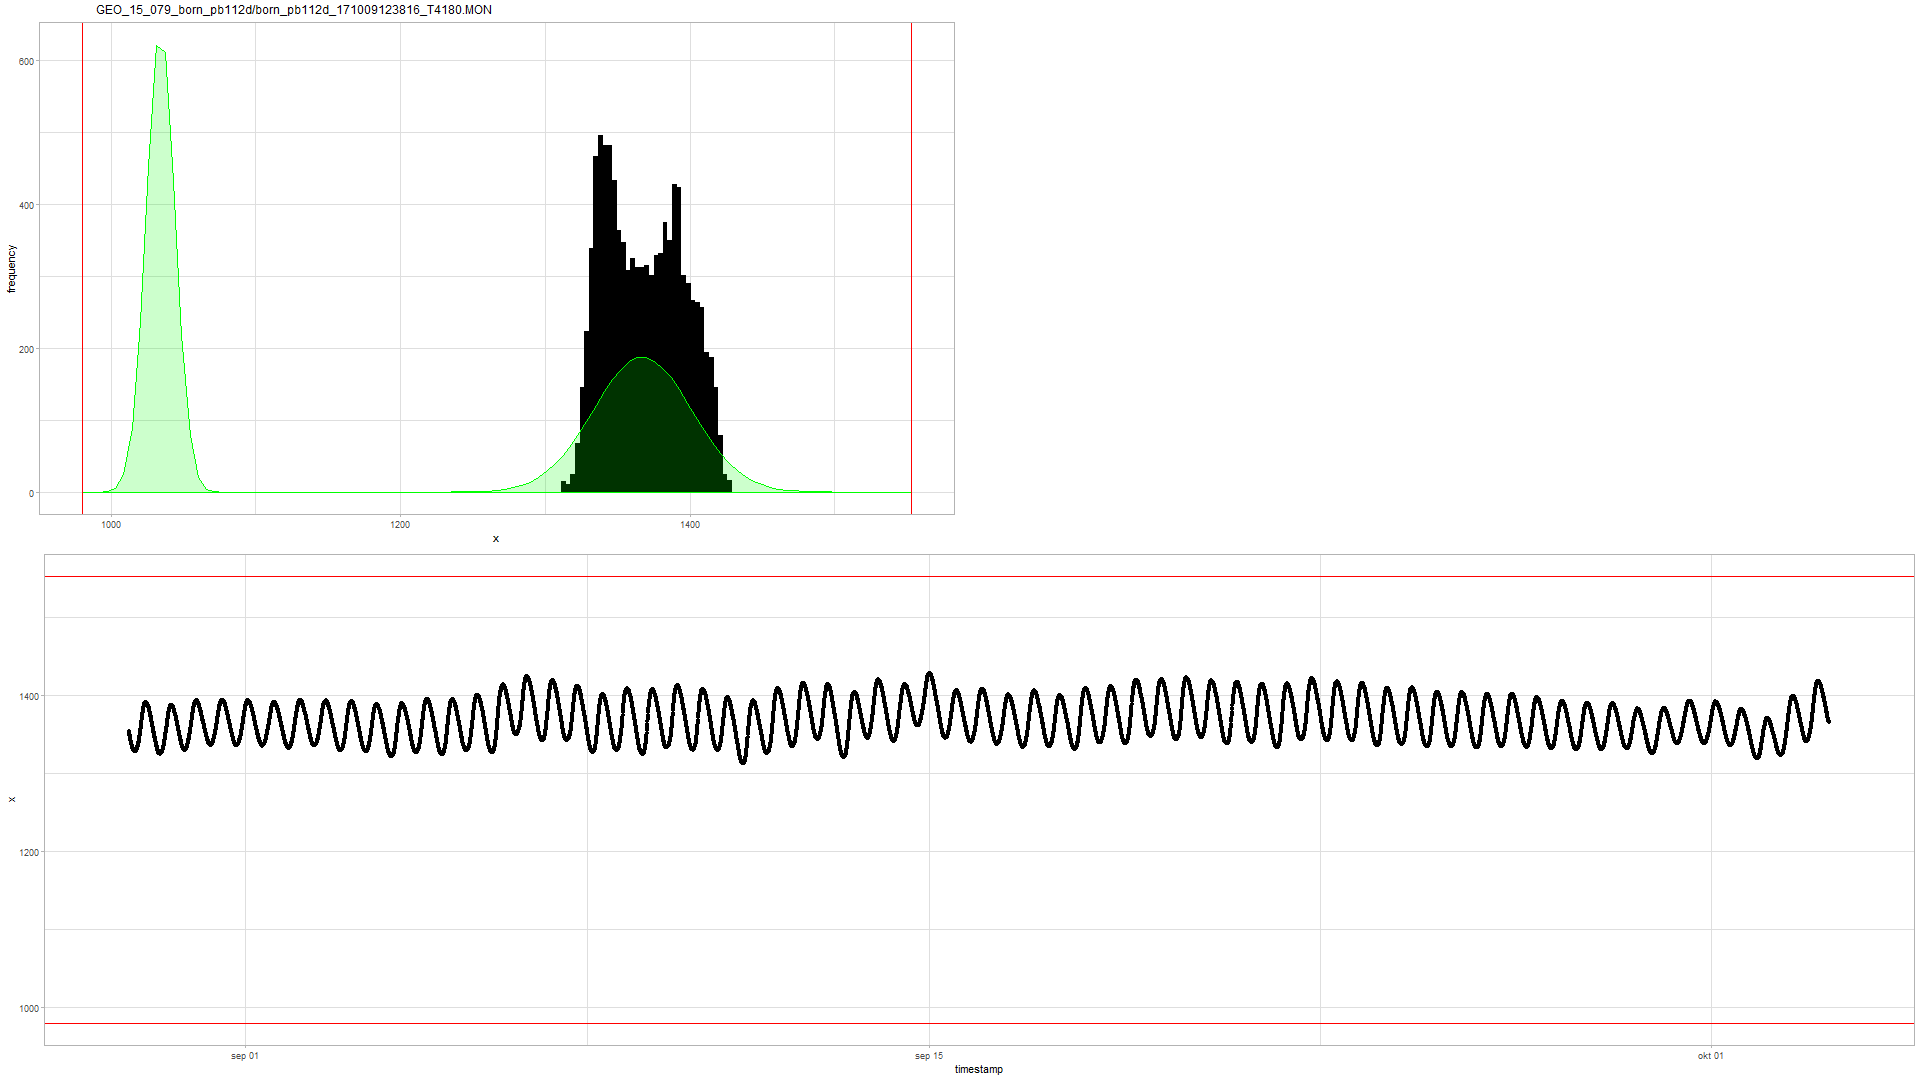 GEO_15_079_born_pb112d/born_pb112d_171009123816_T4180.MON
600
400
200
0
frequency
1000
1200
1400
x
1400
1200
1000
x
sep 01
sep 15
okt 01
timestamp